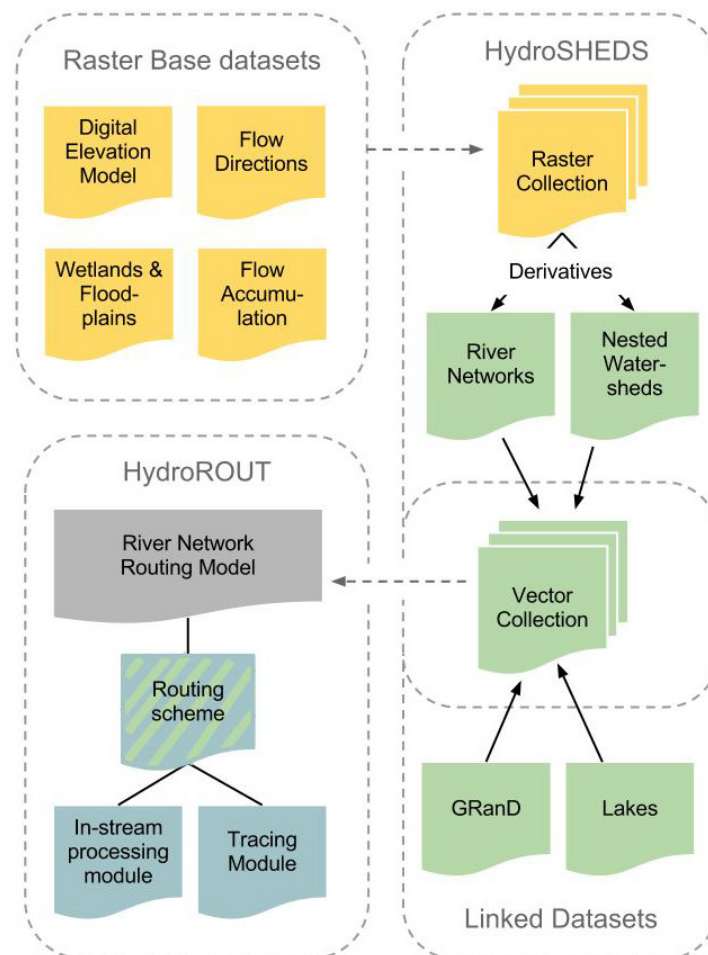 Raster Base datasets
Digital
Elevation
Model
Flow
Directions
Wetlands &
Flood-
plains
Flow
Accumu-
lation
HydroSHEDS
Raster
Collection
Derivatives
River
Networks
Nested
Water-
sheds
Vector
Collection
GRanD
Lakes
Linked Datasets
HydroROUT
River Network
Routing Model
Routing
scheme
In-stream
processing
module
Tracing
Module